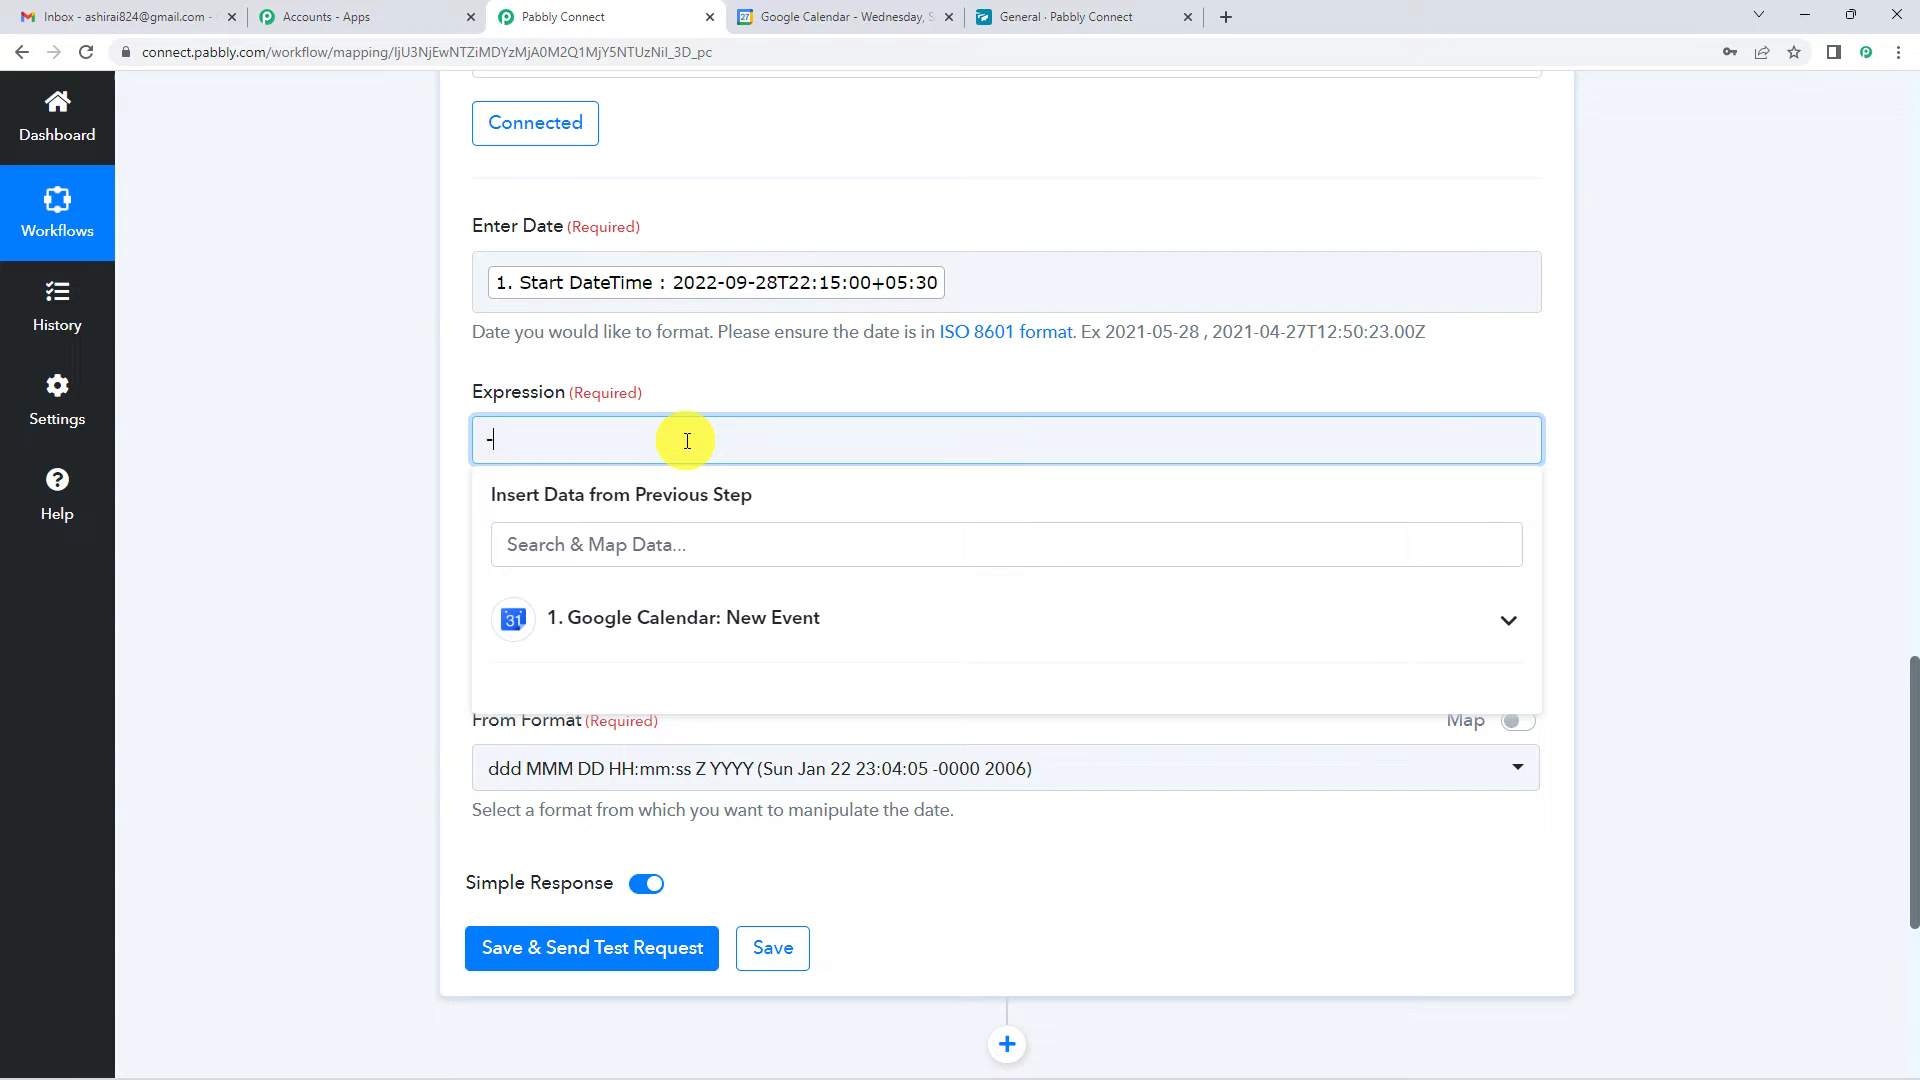 Inbox - ashirai824@gmail.com -
Accounts - Apps
Pabbly Connect
Google Calendar - Wednesday, S
General · Pabbly Connect
connect.pabbly.com/workflow/mapping/IjU3NjEwNTZiMDYzMjA0M2Q1MjY5NTUzNiI_3D_pc
Dashboard
Workflows
History
Settings
Help
Connected
Enter Date (Required)
1. Start DateTime : 2022-09-28T22:15:00+05:30
Date you would like to format. Please ensure the date is in ISO 8601 format. Ex 2021-05-28 , 2021-04-27T12:50:23.00Z
Expression (Required)
-
Insert Data from Previous Step
Search & Map Data...
31
1. Google Calendar: New Event
From Format (Required)
Map
ddd MMM DD HH:mm:ss Z YYYY (Sun Jan 22 23:04:05 -0000 2006)
Select a format from which you want to manipulate the date.
Simple Response
Save & Send Test Request
Save